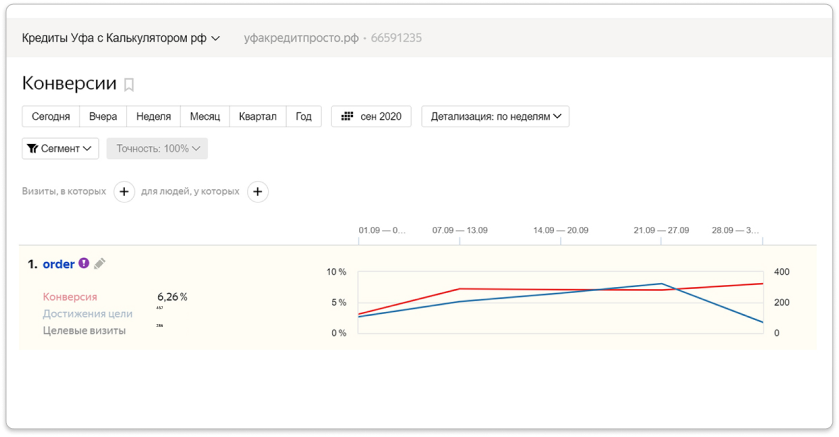 Кредиты Уфа с Калькулятором рф уфакредитпросто.рф • 66591235
Конверсии
Сегодня Вчера Неделя Месяц Квартал Год сен 2020 Детализация: по неделям
Сегмент Точность: 100%
Визиты, в которых + для людей, у которых +
01.09 — 0... 07.09 — 13.09 14.09 — 20.09 21.09 — 27.09 28.09 — 3...
1. order
10 % 400
Конверсия 6,26 %
Достижения цели
5 % 200
Целевые визиты
0 % 0